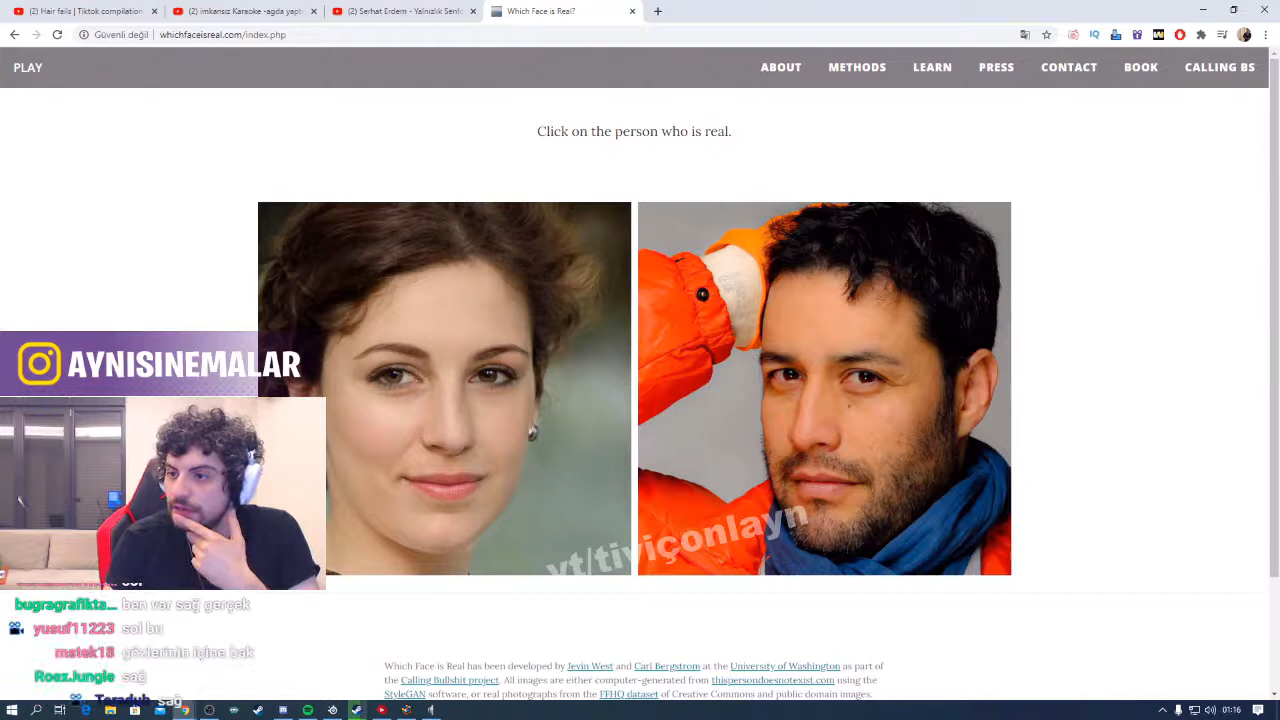 (2) Hair fails | Tiktok compilation
(2) imkansız Karaoke -agda yaptı
(2) Serhat Erdem - Yalnızlık Senfo
Which Face is Real?
Güvenli değil
whichfaceisreal.com/index.php
PLAY
ABOUT
METHODS
LEARN
PRESS
CONTACT
BOOK
CALLING BS
Click on the person who is real.
AYNISINEMALAR
yt/tiviçonlayn
bugragrafikta... ben var sağ gerçek
yusuf11223 sol bu
mstek18 gözlerinin içine bak
RoezJungle sağ
sağ
Which Face is Real has been developed by Jevin West and Carl Bergstrom at the University of Washington as part of
the Calling Bullshit project. All images are either computer-generated from thispersondoesnotexist.com using the
StyleGAN software, or real photographs from the FFHQ dataset of Creative Commons and public domain images.
01:16